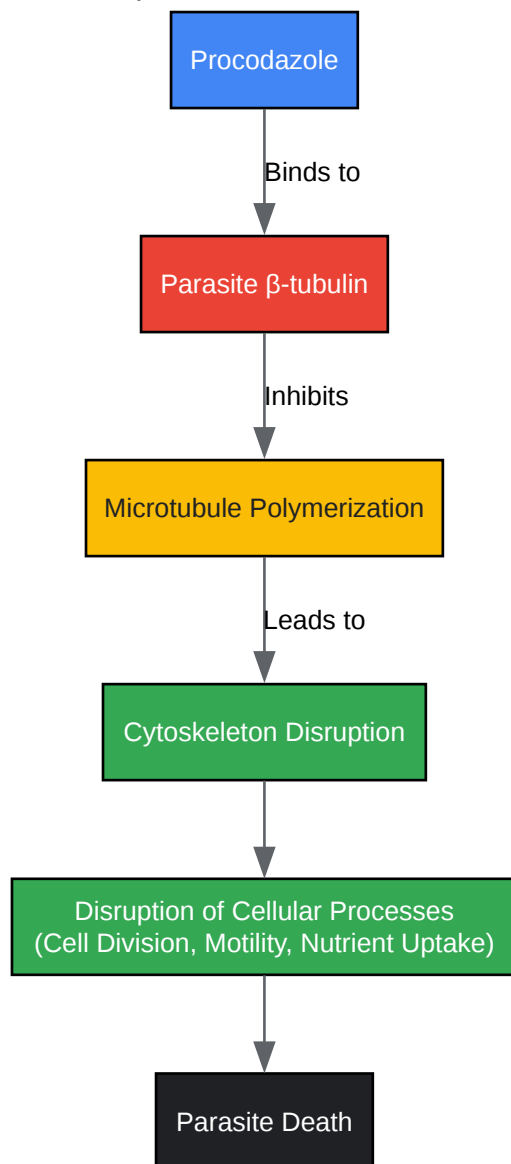 Procodazole
Binds to
Parasite β-tubulin
Inhibits
Microtubule Polymerization
Leads to
Cytoskeleton Disruption
Disruption of Cellular Processes
(Cell Division, Motility, Nutrient Uptake)
Parasite Death